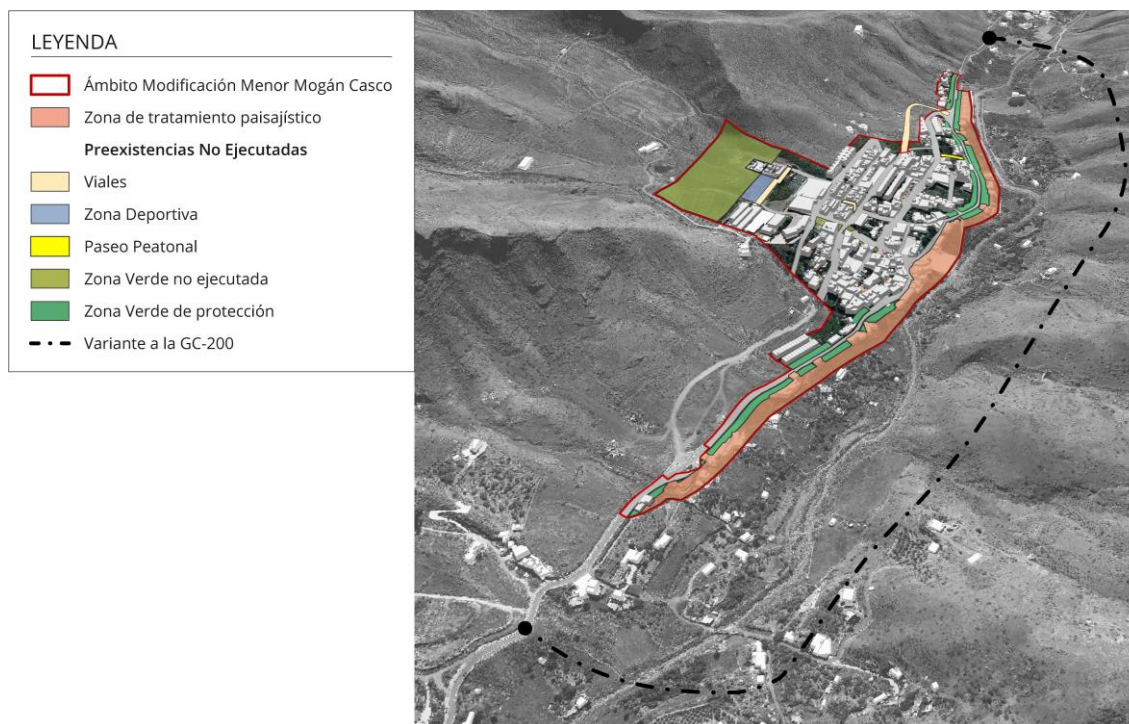 LEYENDA
Ámbito Modificación Menor Mogán Casco
Zona de tratamiento paisajístico
Preexistencias No Ejecutadas
Viales
Zona Deportiva
Paseo Peatonal
Zona Verde no ejecutada
Zona Verde de protección
Variante a la GC-200